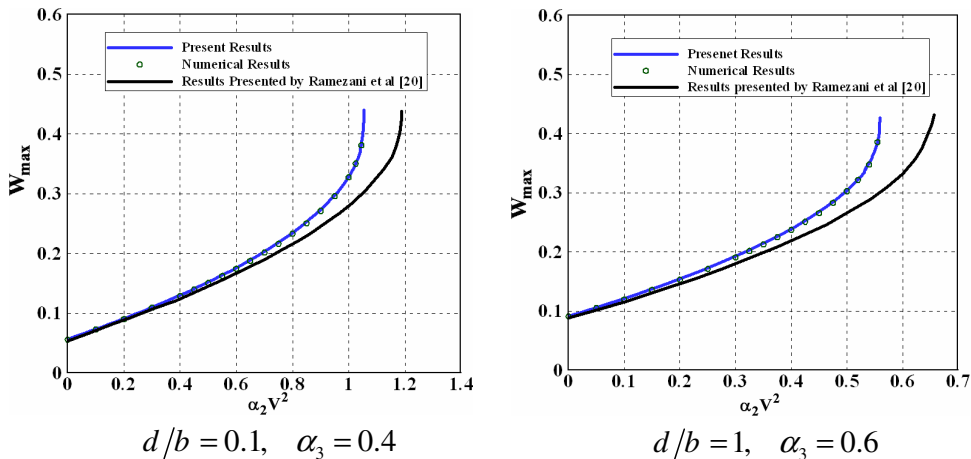 0.6
0.5
0.4
0.3
0.2
0.1
0
W_max
Present Results
Numerical Results
Results Presented by Ramezani et al [20]
0 0.2 0.4 0.6 0.8 1 1.2 1.4
α₂V²
d/b = 0.1, α₃ = 0.4
0.6
0.5
0.4
0.3
0.2
0.1
0
W_max
Presenet Results
Numerical Results
Results presented by Ramezani et al [20]
0 0.1 0.2 0.3 0.4 0.5 0.6 0.7
α₂V²
d/b = 1, α₃ = 0.6